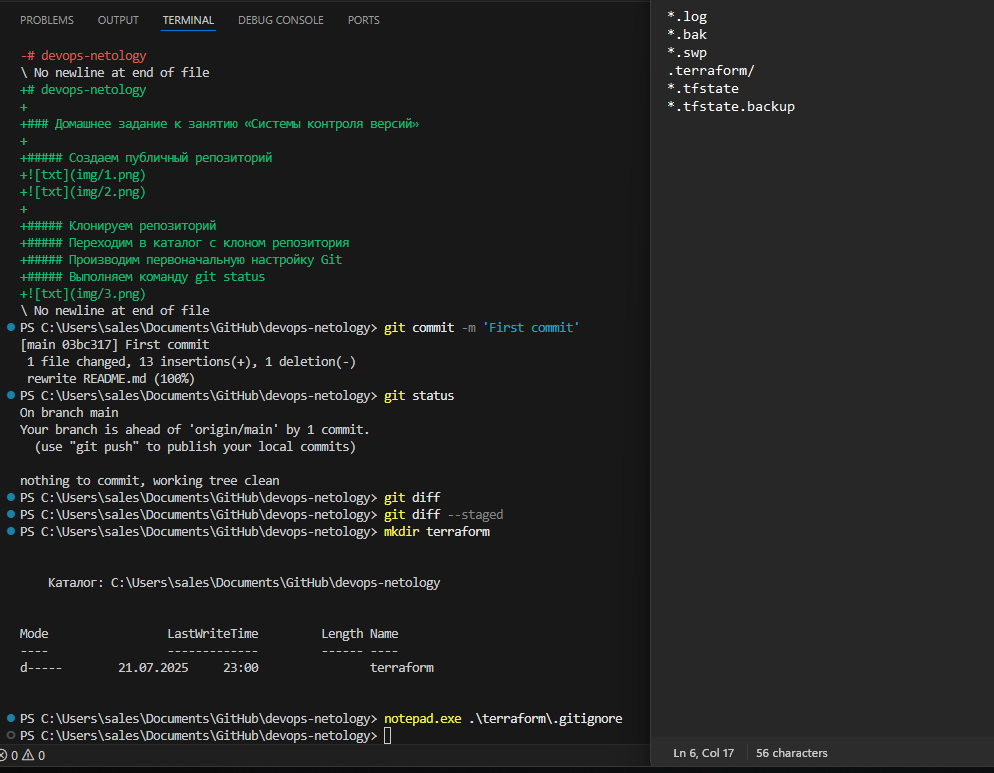 PROBLEMS OUTPUT TERMINAL DEBUG CONSOLE PORTS
-# devops-netology
\ No newline at end of file
+# devops-netology
+
+### Домашнее задание к занятию «Системы контроля версий»
+
+##### Создаем публичный репозиторий
+![txt](img/1.png)
+![txt](img/2.png)
+
+##### Клонируем репозиторий
+##### Переходим в каталог с клоном репозитория
+##### Производим первоначальную настройку Git
+##### Выполняем команду git status
+![txt](img/3.png)
\ No newline at end of file
PS C:\Users\sales\Documents\GitHub\devops-netology> git commit -m 'First commit'
[main 03bc317] First commit
1 file changed, 13 insertions(+), 1 deletion(-)
rewrite README.md (100%)
PS C:\Users\sales\Documents\GitHub\devops-netology> git status
On branch main
Your branch is ahead of 'origin/main' by 1 commit.
(use "git push" to publish your local commits)
nothing to commit, working tree clean
PS C:\Users\sales\Documents\GitHub\devops-netology> git diff
PS C:\Users\sales\Documents\GitHub\devops-netology> git diff --staged
PS C:\Users\sales\Documents\GitHub\devops-netology> mkdir terraform
Каталог: C:\Users\sales\Documents\GitHub\devops-netology
Mode LastWriteTime Length Name
---- ------------- ------ ----
d----- 21.07.2025 23:00 terraform
PS C:\Users\sales\Documents\GitHub\devops-netology> notepad.exe .\terraform\.gitignore
PS C:\Users\sales\Documents\GitHub\devops-netology>
0 0
*.log
*.bak
*.swp
.terraform/
*.tfstate
*.tfstate.backup
Ln 6, Col 17 56 characters